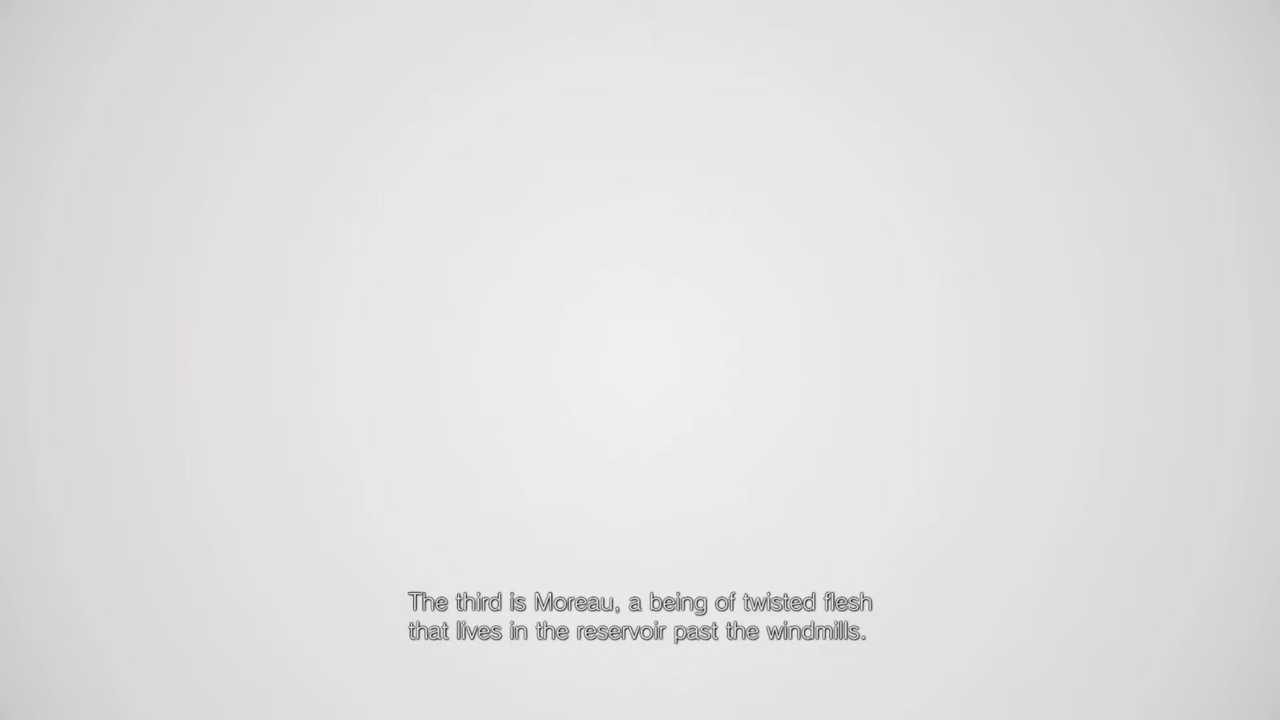 The third is Moreau, a being of twisted flesh
that lives in the reservoir past the windmills.